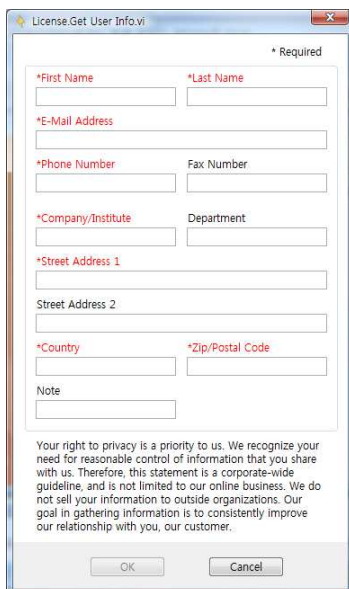 License.Get User Info.vi
* Required
*First Name *Last Name
*E-Mail Address
*Phone Number Fax Number
*Company/Institute Department
*Street Address 1
Street Address 2
*Country *Zip/Postal Code
Note
Your right to privacy is a priority to us. We recognize your
need for reasonable control of information that you share
with us. Therefore, this statement is a corporate-wide
guideline, and is not limited to our online business. We do
not sell your information to outside organizations. Our
goal in gathering information is to consistently improve
our relationship with you, our customer.
OK Cancel